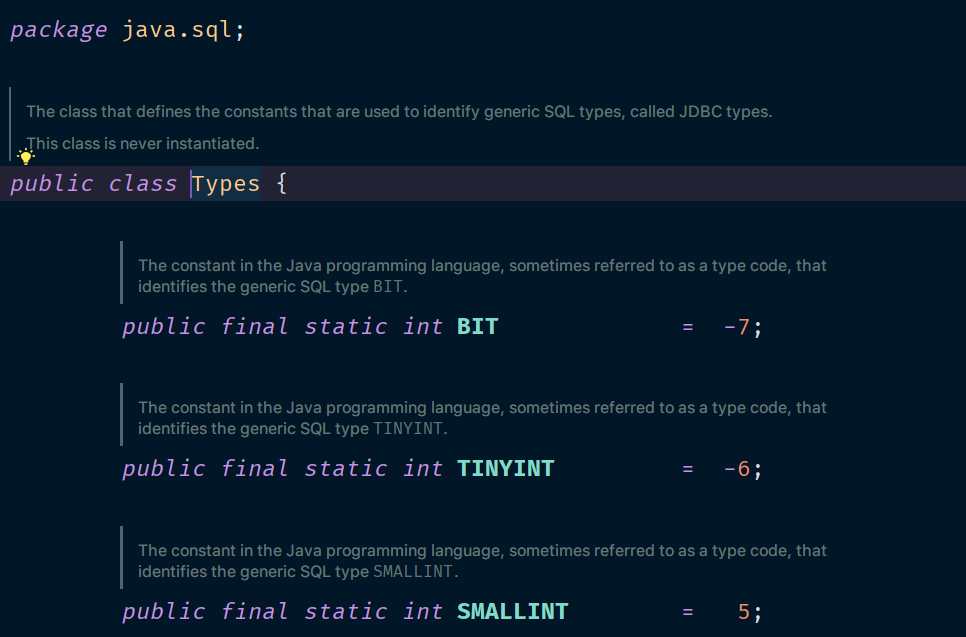 package java.sql;
The class that defines the constants that are used to identify generic SQL types, called JDBC types.
This class is never instantiated.
public class Types {
The constant in the Java programming language, sometimes referred to as a type code, that
identifies the generic SQL type BIT.
public final static int BIT = -7;
The constant in the Java programming language, sometimes referred to as a type code, that
identifies the generic SQL type TINYINT.
public final static int TINYINT = -6;
The constant in the Java programming language, sometimes referred to as a type code, that
identifies the generic SQL type SMALLINT.
public final static int SMALLINT = 5;